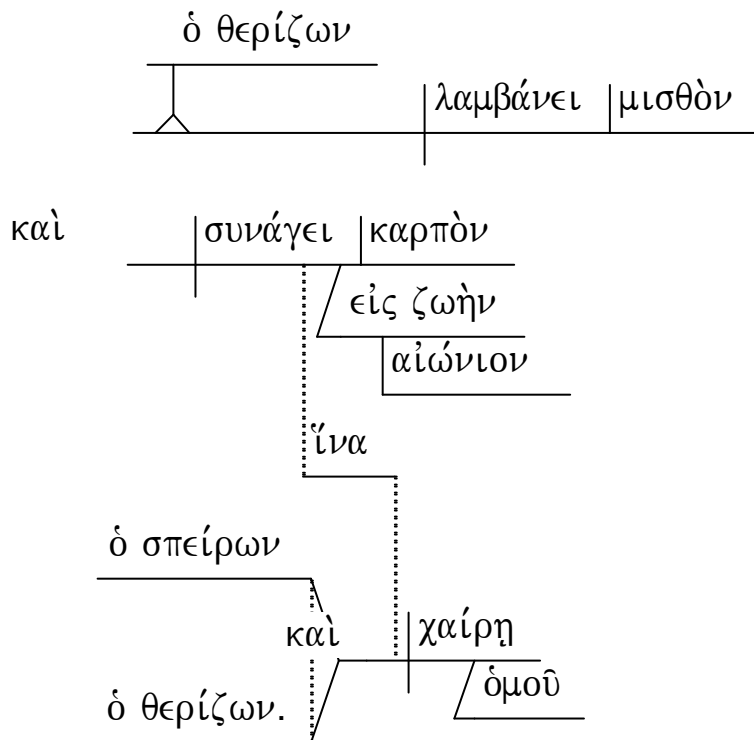 ὁ θερίζων
λαμβάνει μισθὸν
καὶ συνάγει καρπὸν
εἰς ζωὴν
αἰώνιον
ἵνα
ὁ σπείρων
καὶ χαίρῃ
ὁμοῦ
ὁ θερίζων.